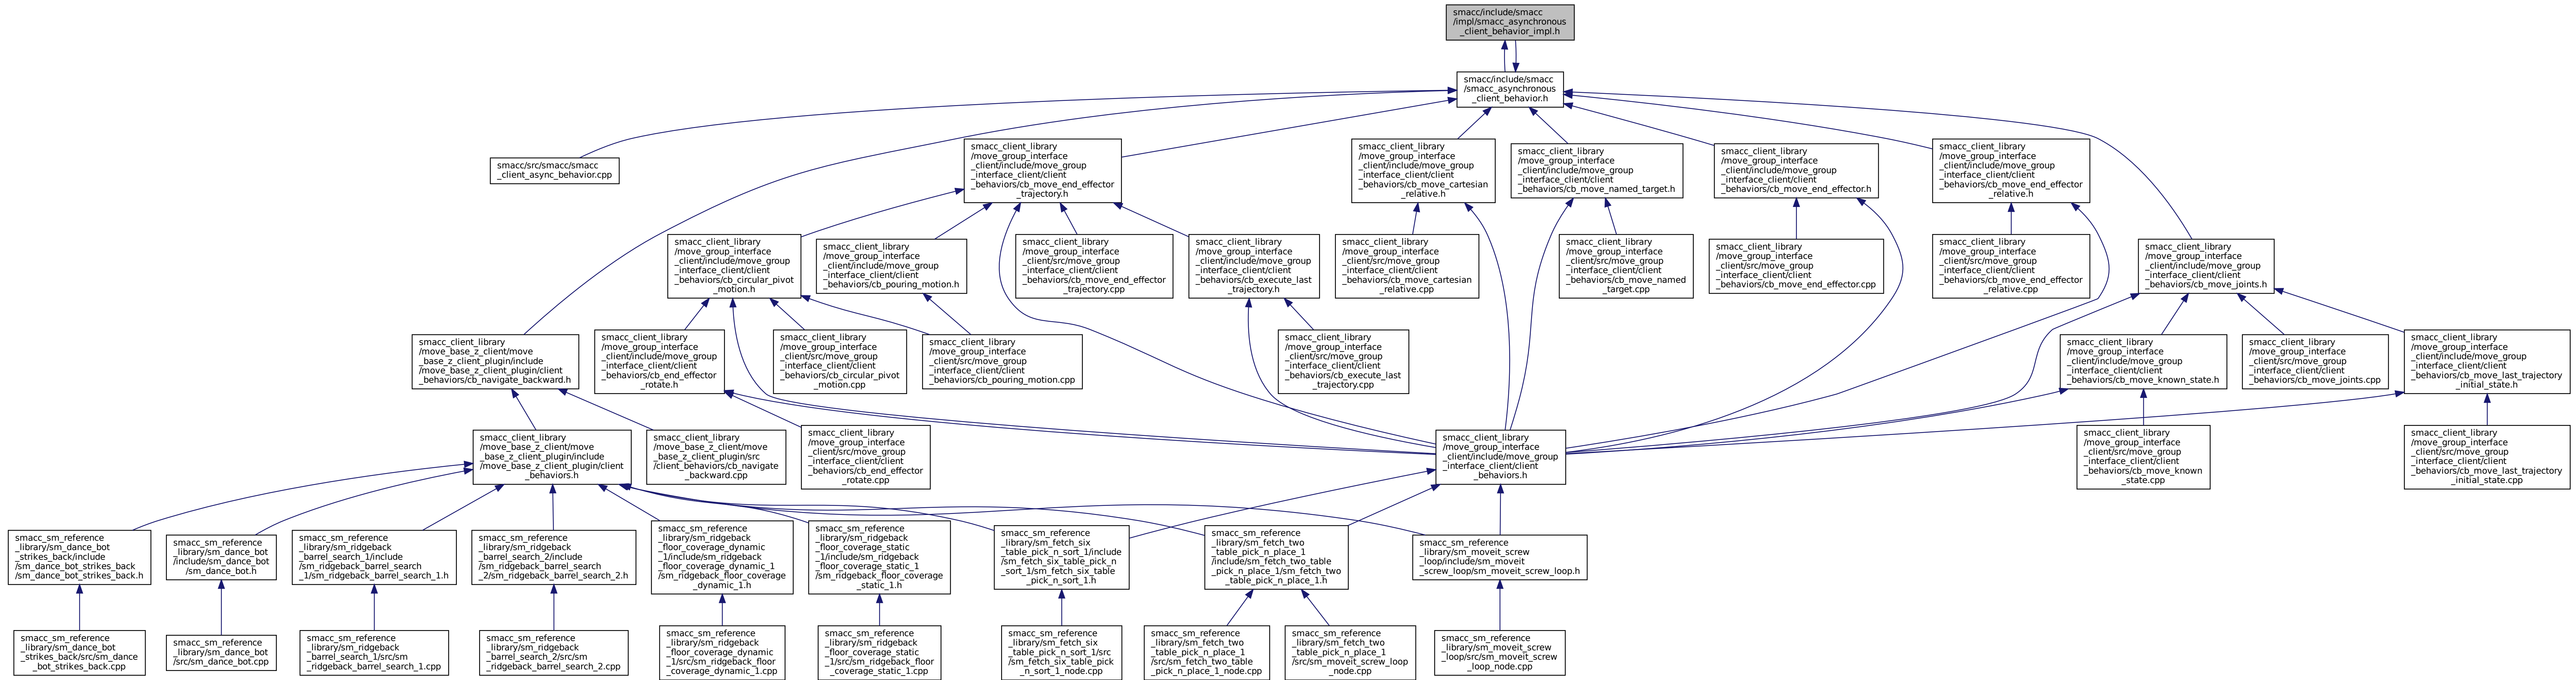 smacc/include/smacc
/impl/smacc_asynchronous
_client_behavior_impl.h
smacc/include/smacc
/smacc_asynchronous
_client_behavior.h
smacc/src/smacc/smacc
_client_async_behavior.cpp
smacc_client_library
/move_group_interface
_client/include/move_group
_interface_client/client
_behaviors/cb_move_end_effector
_trajectory.h
smacc_client_library
/move_group_interface
_client/include/move_group
_interface_client/client
_behaviors/cb_move_cartesian
_relative.h
smacc_client_library
/move_group_interface
_client/include/move_group
_interface_client/client
_behaviors/cb_move_named_target.h
smacc_client_library
/move_group_interface
_client/include/move_group
_interface_client/client
_behaviors/cb_move_end_effector.h
smacc_client_library
/move_group_interface
_client/include/move_group
_interface_client/client
_behaviors/cb_move_end_effector
_relative.h
smacc_client_library
/move_group_interface
_client/include/move_group
_interface_client/client
_behaviors/cb_circular_pivot
_motion.h
smacc_client_library
/move_group_interface
_client/include/move_group
_interface_client/client
_behaviors/cb_pouring_motion.h
smacc_client_library
/move_group_interface
_client/src/move_group
_interface_client/client
_behaviors/cb_move_end_effector
_trajectory.cpp
smacc_client_library
/move_group_interface
_client/include/move_group
_interface_client/client
_behaviors/cb_execute_last
_trajectory.h
smacc_client_library
/move_group_interface
_client/src/move_group
_interface_client/client
_behaviors/cb_move_cartesian
_relative.cpp
smacc_client_library
/move_group_interface
_client/src/move_group
_interface_client/client
_behaviors/cb_move_named
_target.cpp
smacc_client_library
/move_group_interface
_client/src/move_group
_interface_client/client
_behaviors/cb_move_end_effector.cpp
smacc_client_library
/move_group_interface
_client/src/move_group
_interface_client/client
_behaviors/cb_move_end_effector
_relative.cpp
smacc_client_library
/move_group_interface
_client/include/move_group
_interface_client/client
_behaviors/cb_move_joints.h
smacc_client_library
/move_base_z_client/move
_base_z_client_plugin/include
/move_base_z_client_plugin/client
_behaviors/cb_navigate_backward.h
smacc_client_library
/move_group_interface
_client/include/move_group
_interface_client/client
_behaviors/cb_end_effector
_rotate.h
smacc_client_library
/move_group_interface
_client/src/move_group
_interface_client/client
_behaviors/cb_circular_pivot
_motion.cpp
smacc_client_library
/move_group_interface
_client/src/move_group
_interface_client/client
_behaviors/cb_pouring_motion.cpp
smacc_client_library
/move_group_interface
_client/src/move_group
_interface_client/client
_behaviors/cb_execute_last
_trajectory.cpp
smacc_client_library
/move_group_interface
_client/include/move_group
_interface_client/client
_behaviors/cb_move_known_state.h
smacc_client_library
/move_group_interface
_client/src/move_group
_interface_client/client
_behaviors/cb_move_joints.cpp
smacc_client_library
/move_group_interface
_client/include/move_group
_interface_client/client
_behaviors/cb_move_last_trajectory
_initial_state.h
smacc_client_library
/move_base_z_client/move
_base_z_client_plugin/include
/move_base_z_client_plugin/client
_behaviors.h
smacc_client_library
/move_base_z_client/move
_base_z_client_plugin/src
/client_behaviors/cb_navigate
_backward.cpp
smacc_client_library
/move_group_interface
_client/src/move_group
_interface_client/client
_behaviors/cb_end_effector
_rotate.cpp
smacc_client_library
/move_group_interface
_client/include/move_group
_interface_client/client
_behaviors.h
smacc_client_library
/move_group_interface
_client/src/move_group
_interface_client/client
_behaviors/cb_move_known
_state.cpp
smacc_client_library
/move_group_interface
_client/src/move_group
_interface_client/client
_behaviors/cb_move_last_trajectory
_initial_state.cpp
smacc_sm_reference
_library/sm_dance_bot
_strikes_back/include
/sm_dance_bot_strikes_back
/sm_dance_bot_strikes_back.h
smacc_sm_reference
_library/sm_dance_bot
/include/sm_dance_bot
/sm_dance_bot.h
smacc_sm_reference
_library/sm_ridgeback
_barrel_search_1/include
/sm_ridgeback_barrel_search
_1/sm_ridgeback_barrel_search_1.h
smacc_sm_reference
_library/sm_ridgeback
_barrel_search_2/include
/sm_ridgeback_barrel_search
_2/sm_ridgeback_barrel_search_2.h
smacc_sm_reference
_library/sm_ridgeback
_floor_coverage_dynamic
_1/include/sm_ridgeback
_floor_coverage_dynamic_1
/sm_ridgeback_floor_coverage
_dynamic_1.h
smacc_sm_reference
_library/sm_ridgeback
_floor_coverage_static
_1/include/sm_ridgeback
_floor_coverage_static_1
/sm_ridgeback_floor_coverage
_static_1.h
smacc_sm_reference
_library/sm_fetch_six
_table_pick_n_sort_1/include
/sm_fetch_six_table_pick_n
_sort_1/sm_fetch_six_table
_pick_n_sort_1.h
smacc_sm_reference
_library/sm_fetch_two
_table_pick_n_place_1
/include/sm_fetch_two_table
_pick_n_place_1/sm_fetch_two
_table_pick_n_place_1.h
smacc_sm_reference
_library/sm_moveit_screw
_loop/include/sm_moveit
_screw_loop/sm_moveit_screw_loop.h
smacc_sm_reference
_library/sm_dance_bot
_strikes_back/src/sm_dance
_bot_strikes_back.cpp
smacc_sm_reference
_library/sm_dance_bot
/src/sm_dance_bot.cpp
smacc_sm_reference
_library/sm_ridgeback
_barrel_search_1/src/sm
_ridgeback_barrel_search_1.cpp
smacc_sm_reference
_library/sm_ridgeback
_barrel_search_2/src/sm
_ridgeback_barrel_search_2.cpp
smacc_sm_reference
_library/sm_ridgeback
_floor_coverage_dynamic
_1/src/sm_ridgeback_floor
_coverage_dynamic_1.cpp
smacc_sm_reference
_library/sm_ridgeback
_floor_coverage_static
_1/src/sm_ridgeback_floor
_coverage_static_1.cpp
smacc_sm_reference
_library/sm_fetch_six
_table_pick_n_sort_1/src
/sm_fetch_six_table_pick
_n_sort_1_node.cpp
smacc_sm_reference
_library/sm_fetch_two
_table_pick_n_place_1
/src/sm_fetch_two_table
_pick_n_place_1_node.cpp
smacc_sm_reference
_library/sm_fetch_two
_table_pick_n_place_1
/src/sm_moveit_screw_loop
_node.cpp
smacc_sm_reference
_library/sm_moveit_screw
_loop/src/sm_moveit_screw
_loop_node.cpp